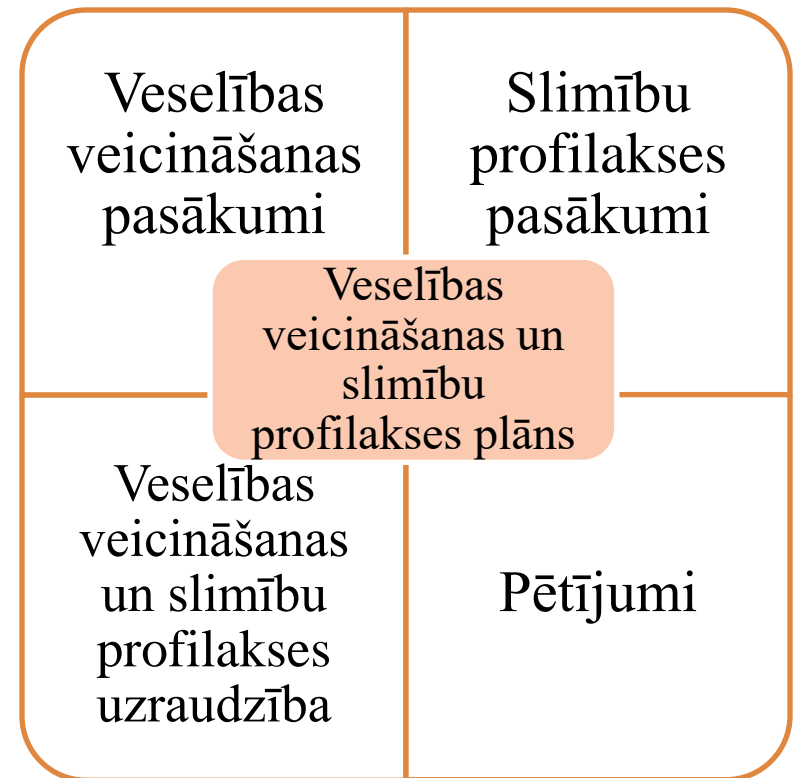 Veselības
veicināšanas
pasākumi
Slimību
profilakses
pasākumi
Veselības
veicināšanas un
slimību
profilakses plāns
Veselības
veicināšanas
un slimību
profilakses
uzraudzība
Pētījumi